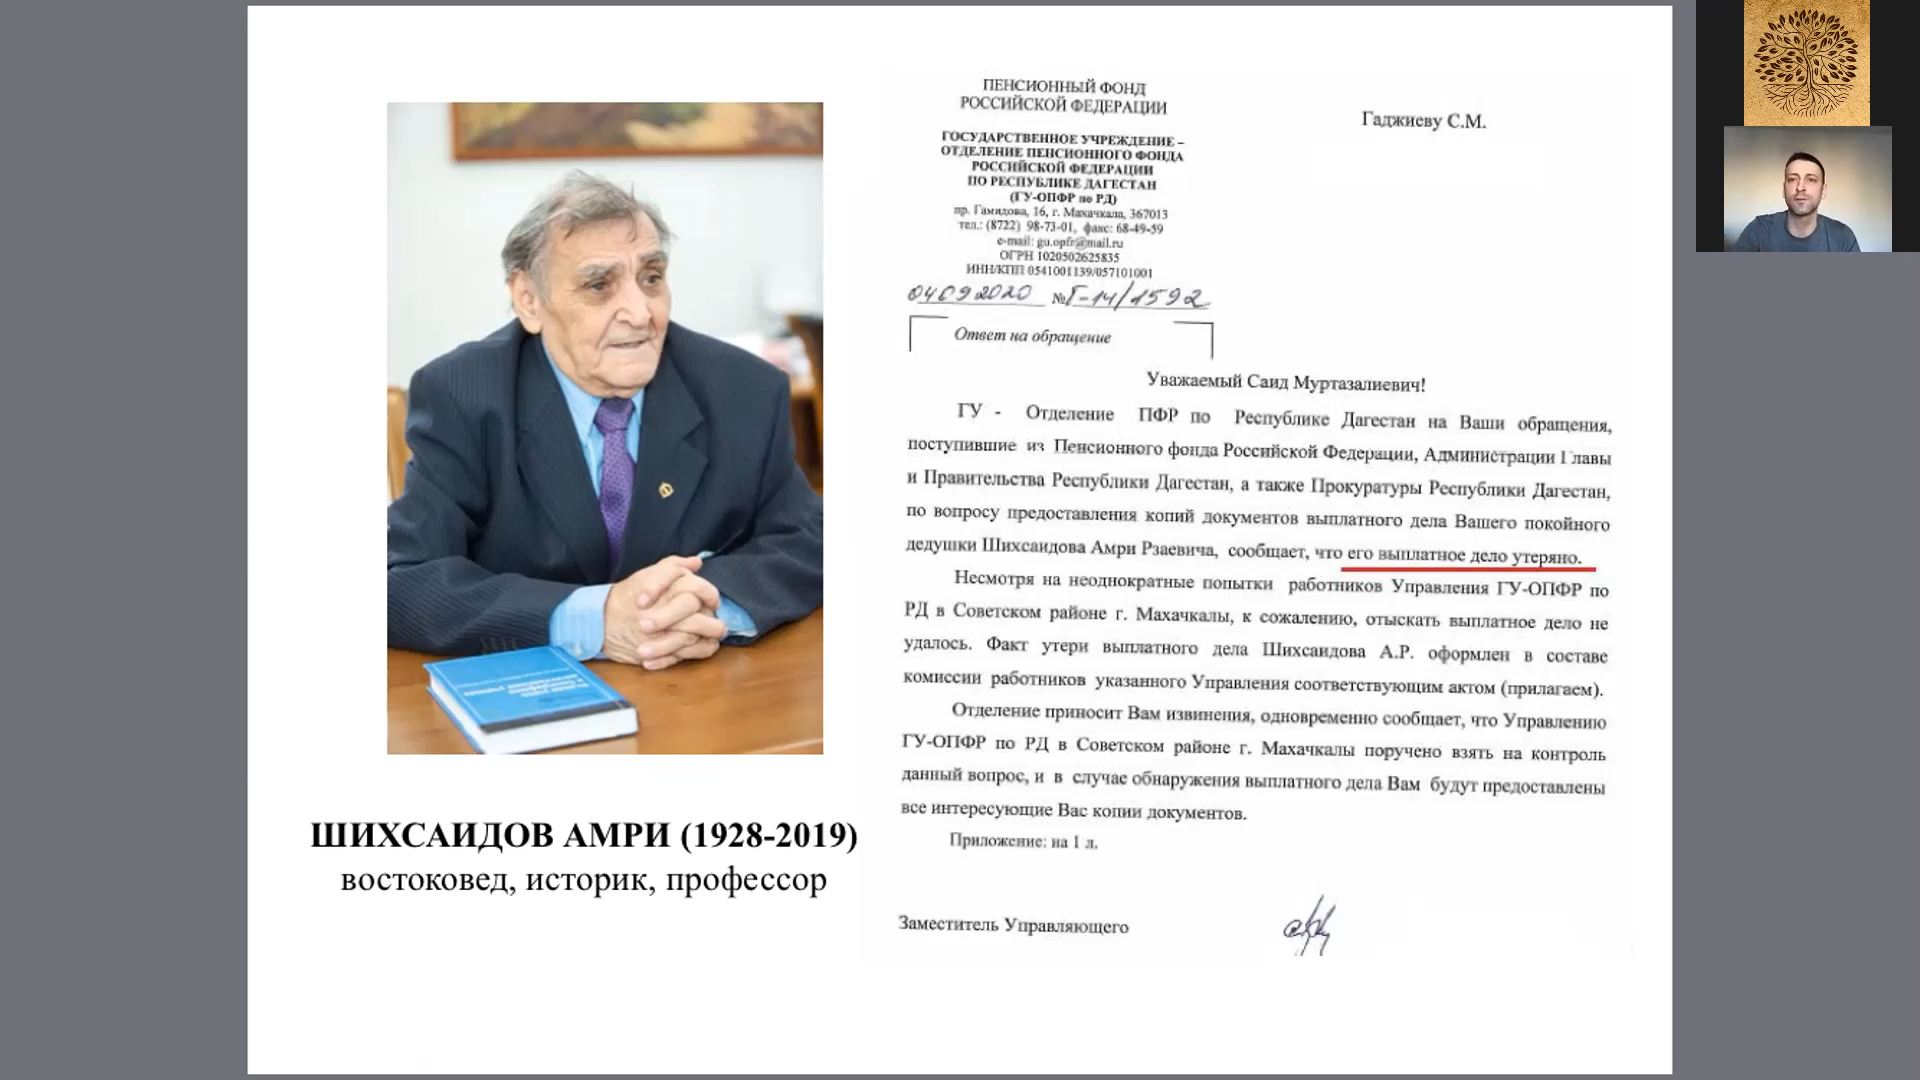 ПЕНСИОННЫЙ ФОНД
РОССИЙСКОЙ ФЕДЕРАЦИИ
ГОСУДАРСТВЕННОЕ УЧРЕЖДЕНИЕ –
ОТДЕЛЕНИЕ ПЕНСИОННОГО ФОНДА
РОССИЙСКОЙ ФЕДЕРАЦИИ
ПО РЕСПУБЛИКЕ ДАГЕСТАН
(ГУ-ОПФР по РД)
пр. Гамидова, 16, г. Махачкала, 367013
тел.: (8722) 98-73-01, факс: 68-49-59
e-mail: gu.opfr@mail.ru
ОГРН 1020502625835
ИНН/КПП 0541001139/057101001
04092020 №Г-14/1592
Гаджиеву С.М.
Ответ на обращение
Уважаемый Саид Муртазалиевич!
ГУ - Отделение ПФР по Республике Дагестан на Ваши обращения,
поступившие из Пенсионного фонда Российской Федерации, Администрации Главы
и Правительства Республики Дагестан, а также Прокуратуры Республики Дагестан,
по вопросу предоставления копий документов выплатного дела Вашего покойного
дедушки Шихсаидова Амри Рзаевича, сообщает, что его выплатное дело утеряно.
Несмотря на неоднократные попытки работников Управления ГУ-ОПФР по
РД в Советском районе г. Махачкалы, к сожалению, отыскать выплатное дело не
удалось. Факт утери выплатного дела Шихсаидова А.Р. оформлен в составе
комиссии работников указанного Управления соответствующим актом (прилагаем).
Отделение приносит Вам извинения, одновременно сообщает, что Управлению
ГУ-ОПФР по РД в Советском районе г. Махачкалы поручено взять на контроль
данный вопрос, и в случае обнаружения выплатного дела Вам будут предоставлены
все интересующие Вас копии документов.
Приложение: на 1 л.
Заместитель Управляющего
ШИХСАИДОВ АМРИ (1928-2019)
востоковед, историк, профессор